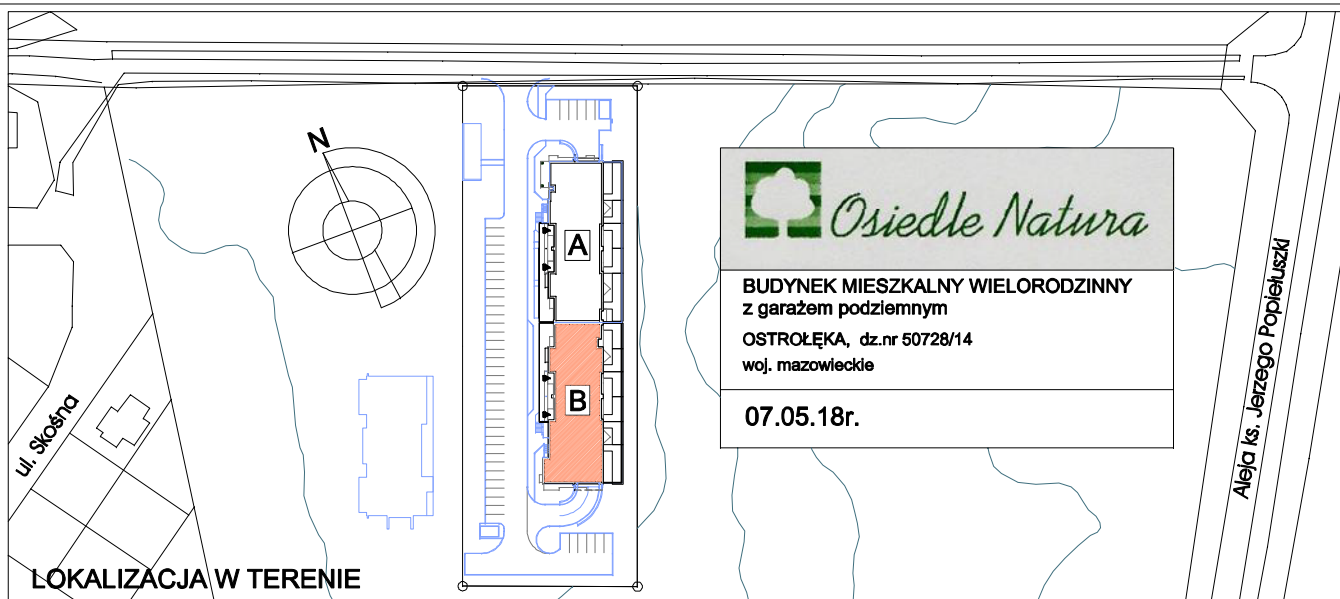 N
A
B
Osiedle Natura
BUDYNEK MIESZKALNY WIELORODZINNY
z garażem podziemnym
OSTROŁĘKA, dz.nr 50728/14
woj. mazowieckie
07.05.18r.
ul. Skośna
Aleja ks. Jerzego Popiełuszki
LOKALIZACJA W TERENIE